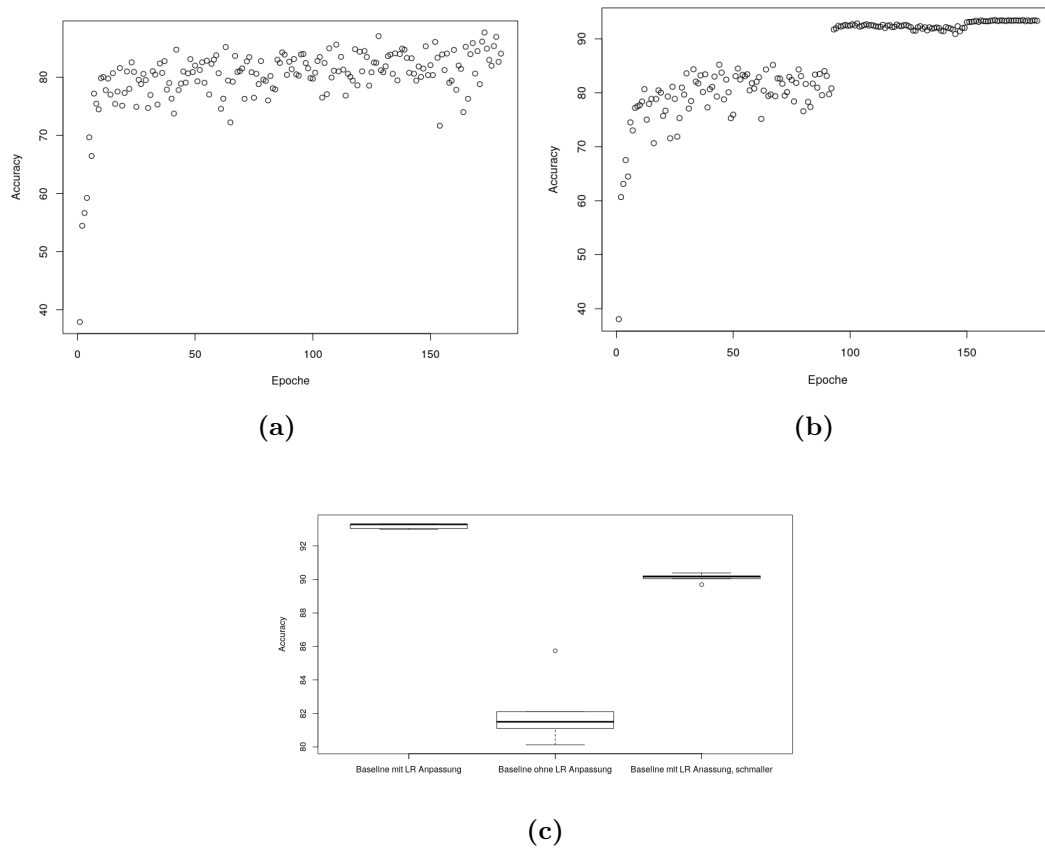 80
70
60
50
40
Accuracy
0 50 100 150
Epoche
(a)
90
80
70
60
50
40
Accuracy
0 50 100 150
Epoche
(b)
92
90
88
86
84
82
80
Accuracy
Baseline mit LR Anpassung Baseline ohne LR Anpassung Baseline mit LR Anassung, schmaller
(c)